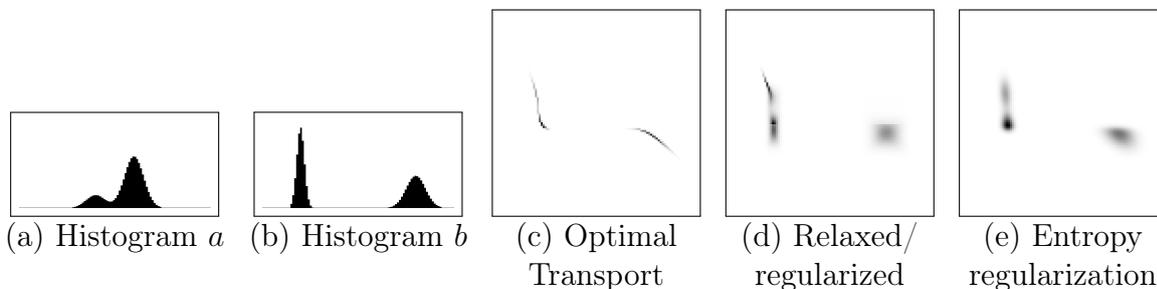 (a) Histogram a
(b) Histogram b
(c) Optimal
Transport
(d) Relaxed/
regularized
(e) Entropy
regularization